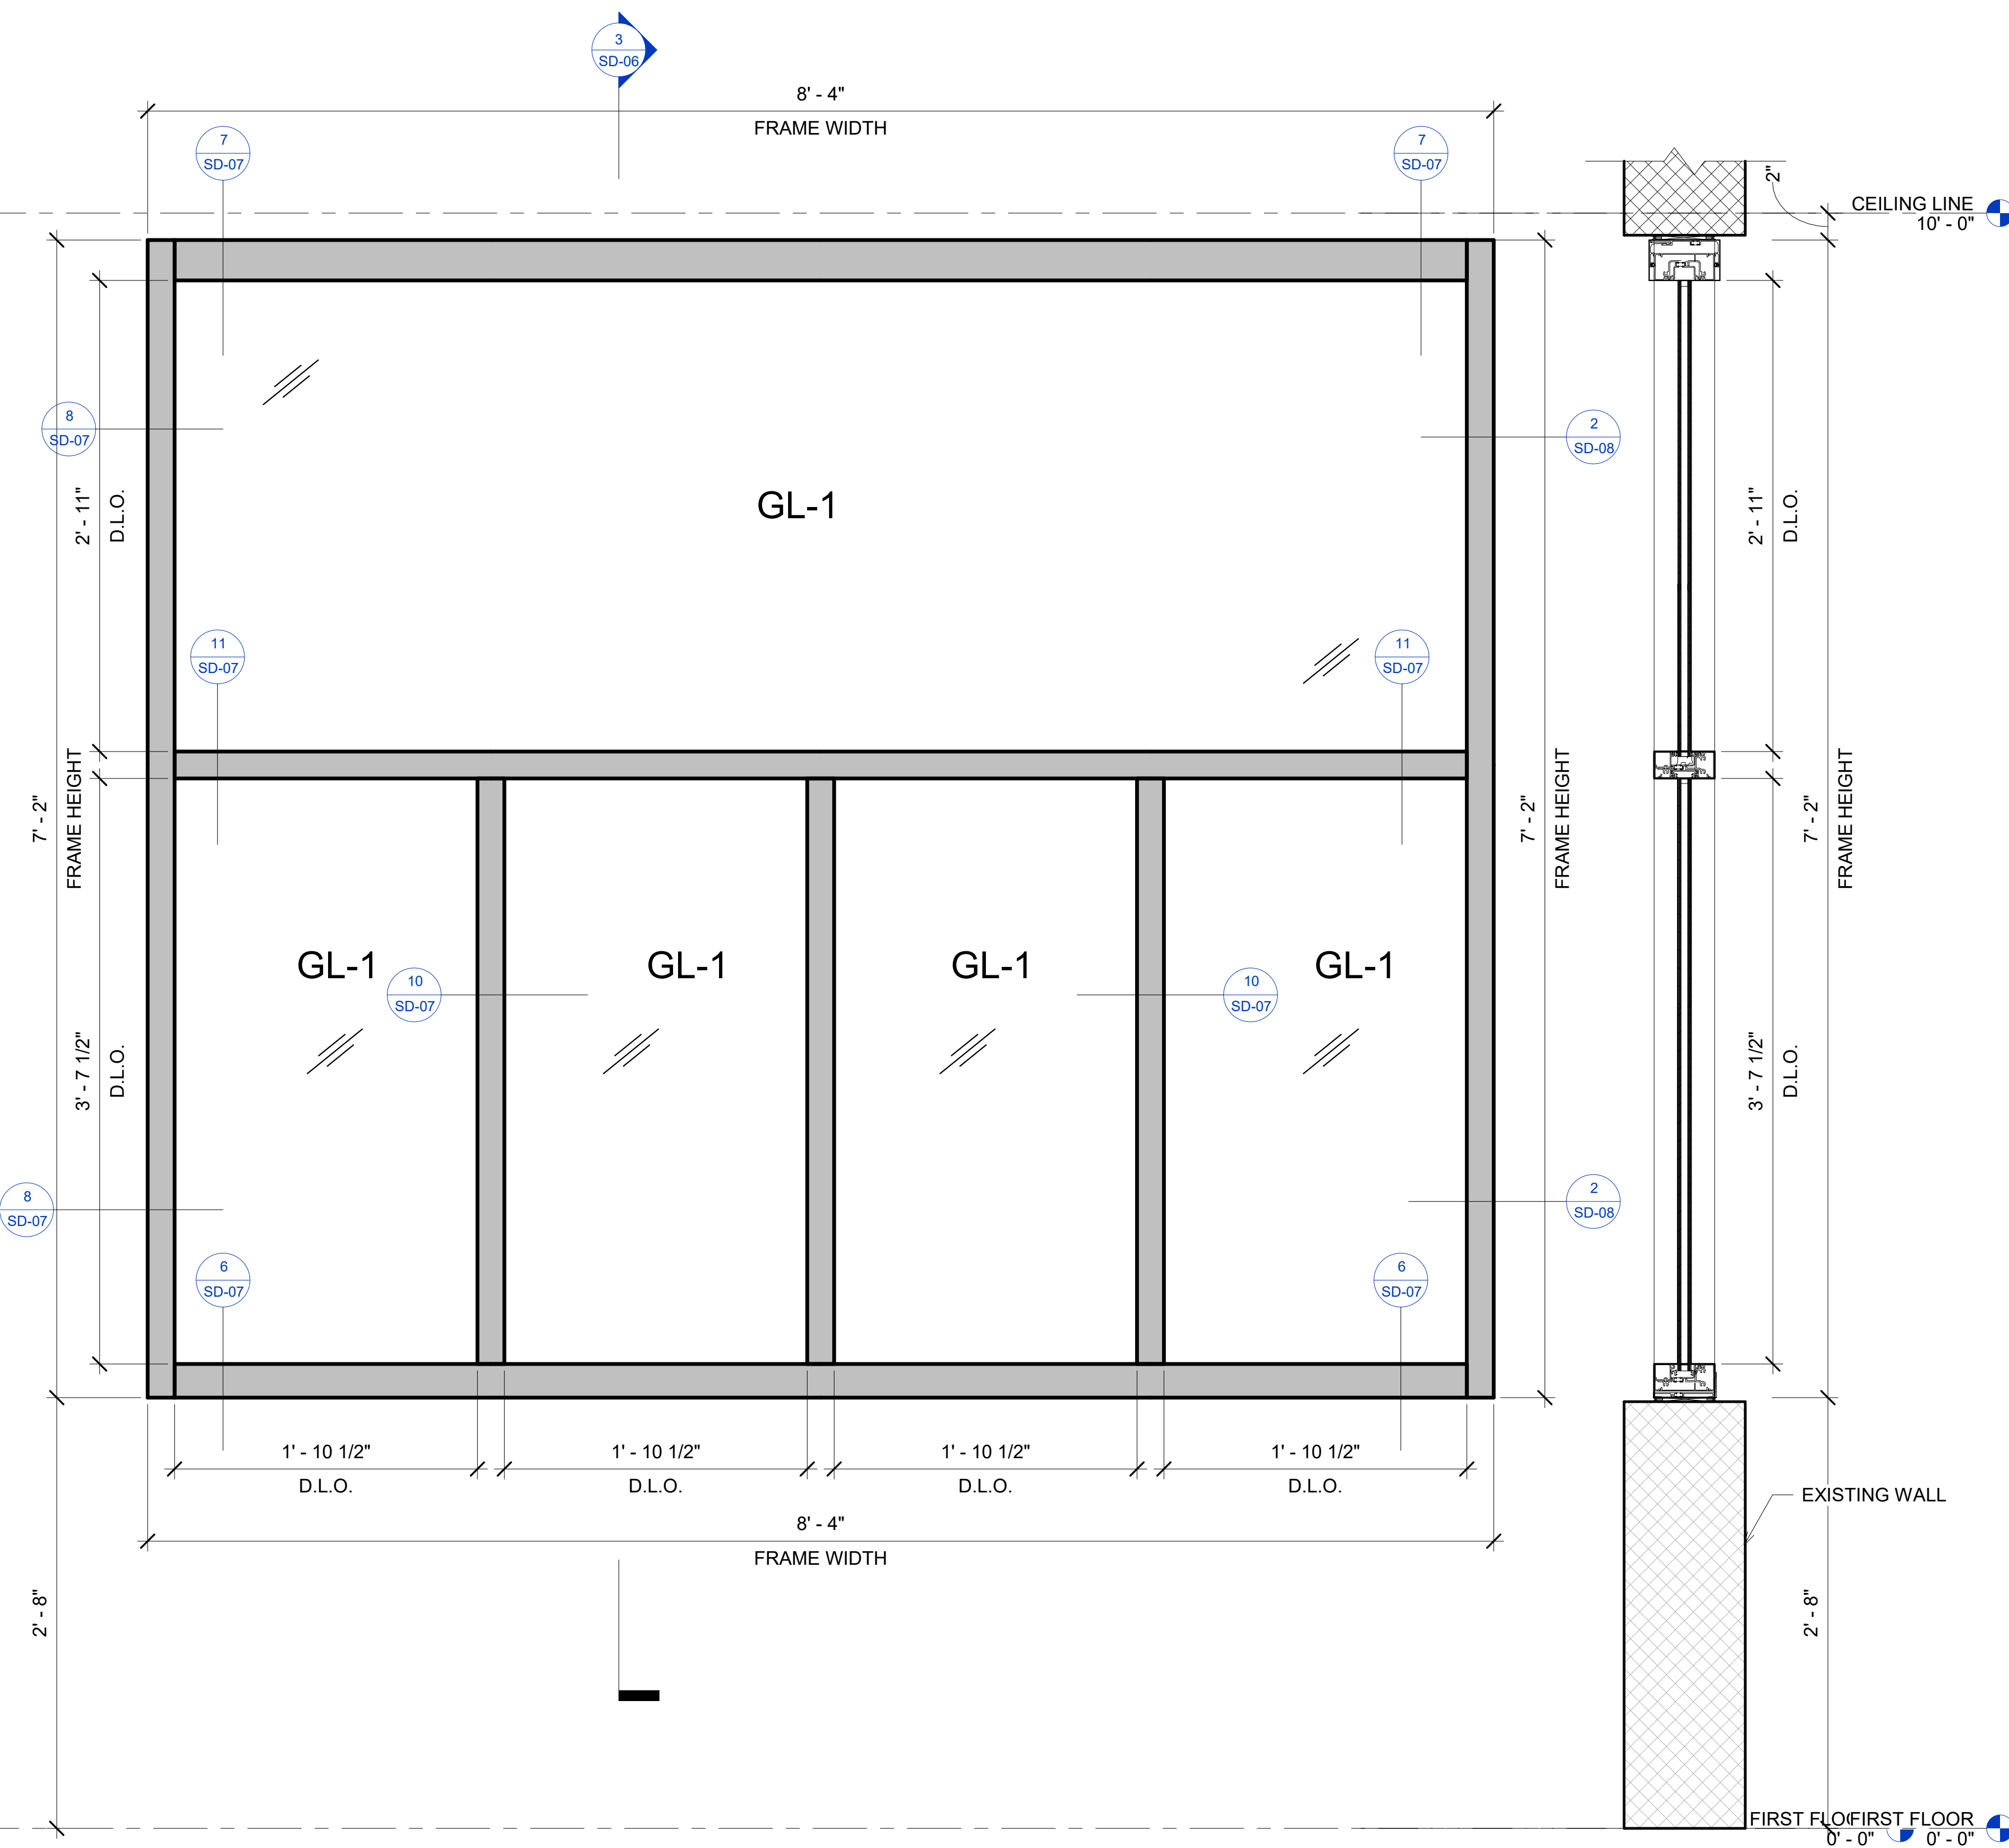 3
SD-06
8' - 4"
FRAME WIDTH
7
SD-07
7
SD-07
2"
CEILING LINE
10' - 0"
8
SD-07
2
SD-08
2' - 11"
D.L.O.
GL-1
2' - 11"
D.L.O.
11
SD-07
11
SD-07
7' - 2"
FRAME HEIGHT
7' - 2"
FRAME HEIGHT
7' - 2"
FRAME HEIGHT
GL-1
GL-1
GL-1
GL-1
10
SD-07
10
SD-07
3' - 7 1/2"
D.L.O.
3' - 7 1/2"
D.L.O.
8
SD-07
2
SD-08
6
SD-07
6
SD-07
1' - 10 1/2"
D.L.O.
1' - 10 1/2"
D.L.O.
1' - 10 1/2"
D.L.O.
1' - 10 1/2"
D.L.O.
EXISTING WALL
8' - 4"
FRAME WIDTH
2' - 8"
2' - 8"
FIRST FLO
0' - 0"
FIRST FLOOR
0' - 0"